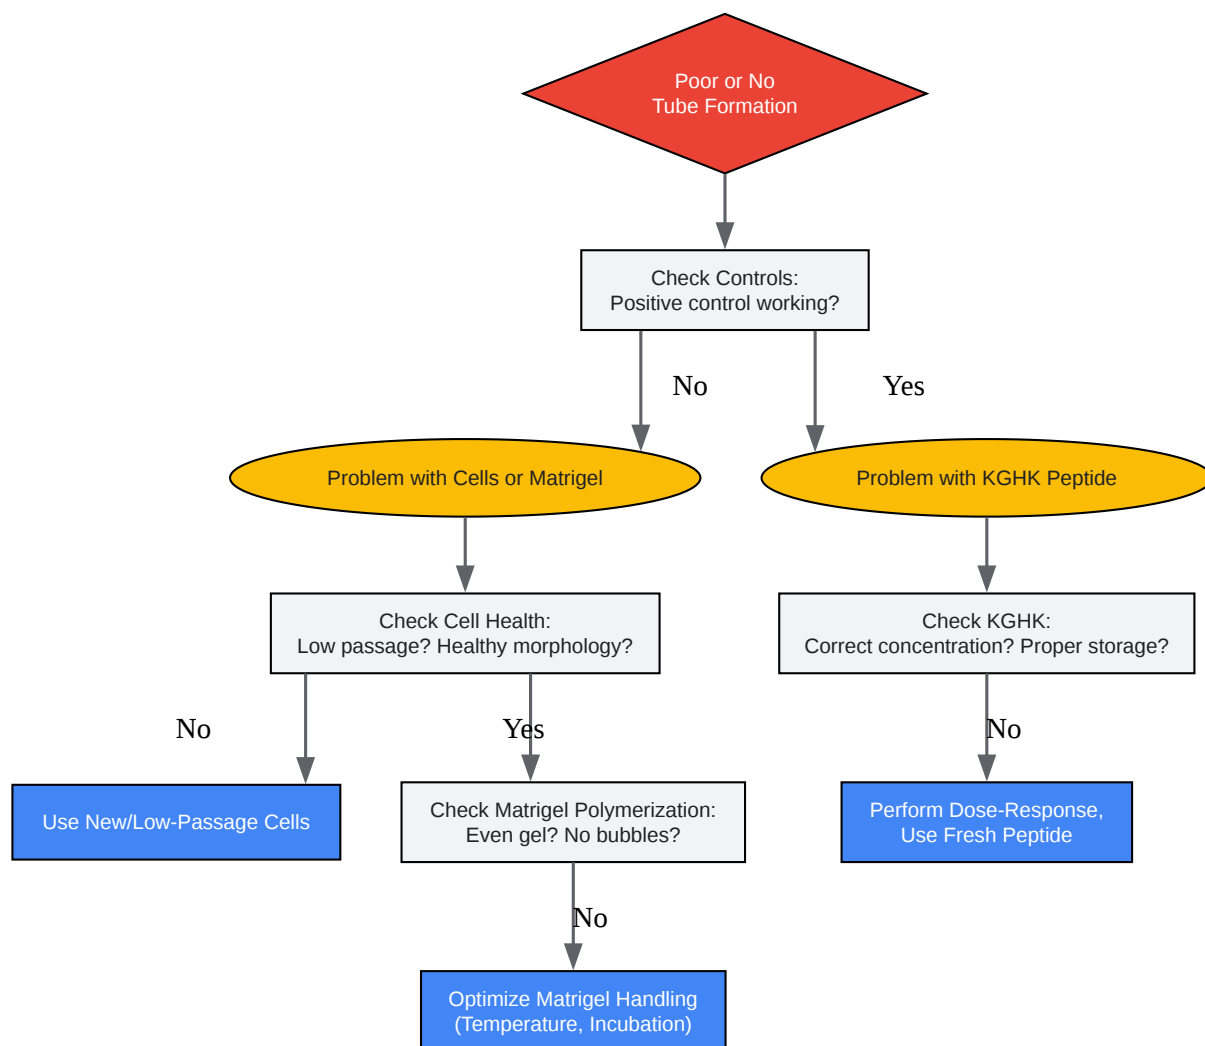 Poor or No
Tube Formation
Check Controls:
Positive control working?
No
Yes
Problem with Cells or Matrigel
Problem with KGHK Peptide
Check Cell Health:
Low passage? Healthy morphology?
Check KGHK:
Correct concentration? Proper storage?
No
Yes
No
Use New/Low-Passage Cells
Check Matrigel Polymerization:
Even gel? No bubbles?
Perform Dose-Response,
Use Fresh Peptide
No
Optimize Matrigel Handling
(Temperature, Incubation)